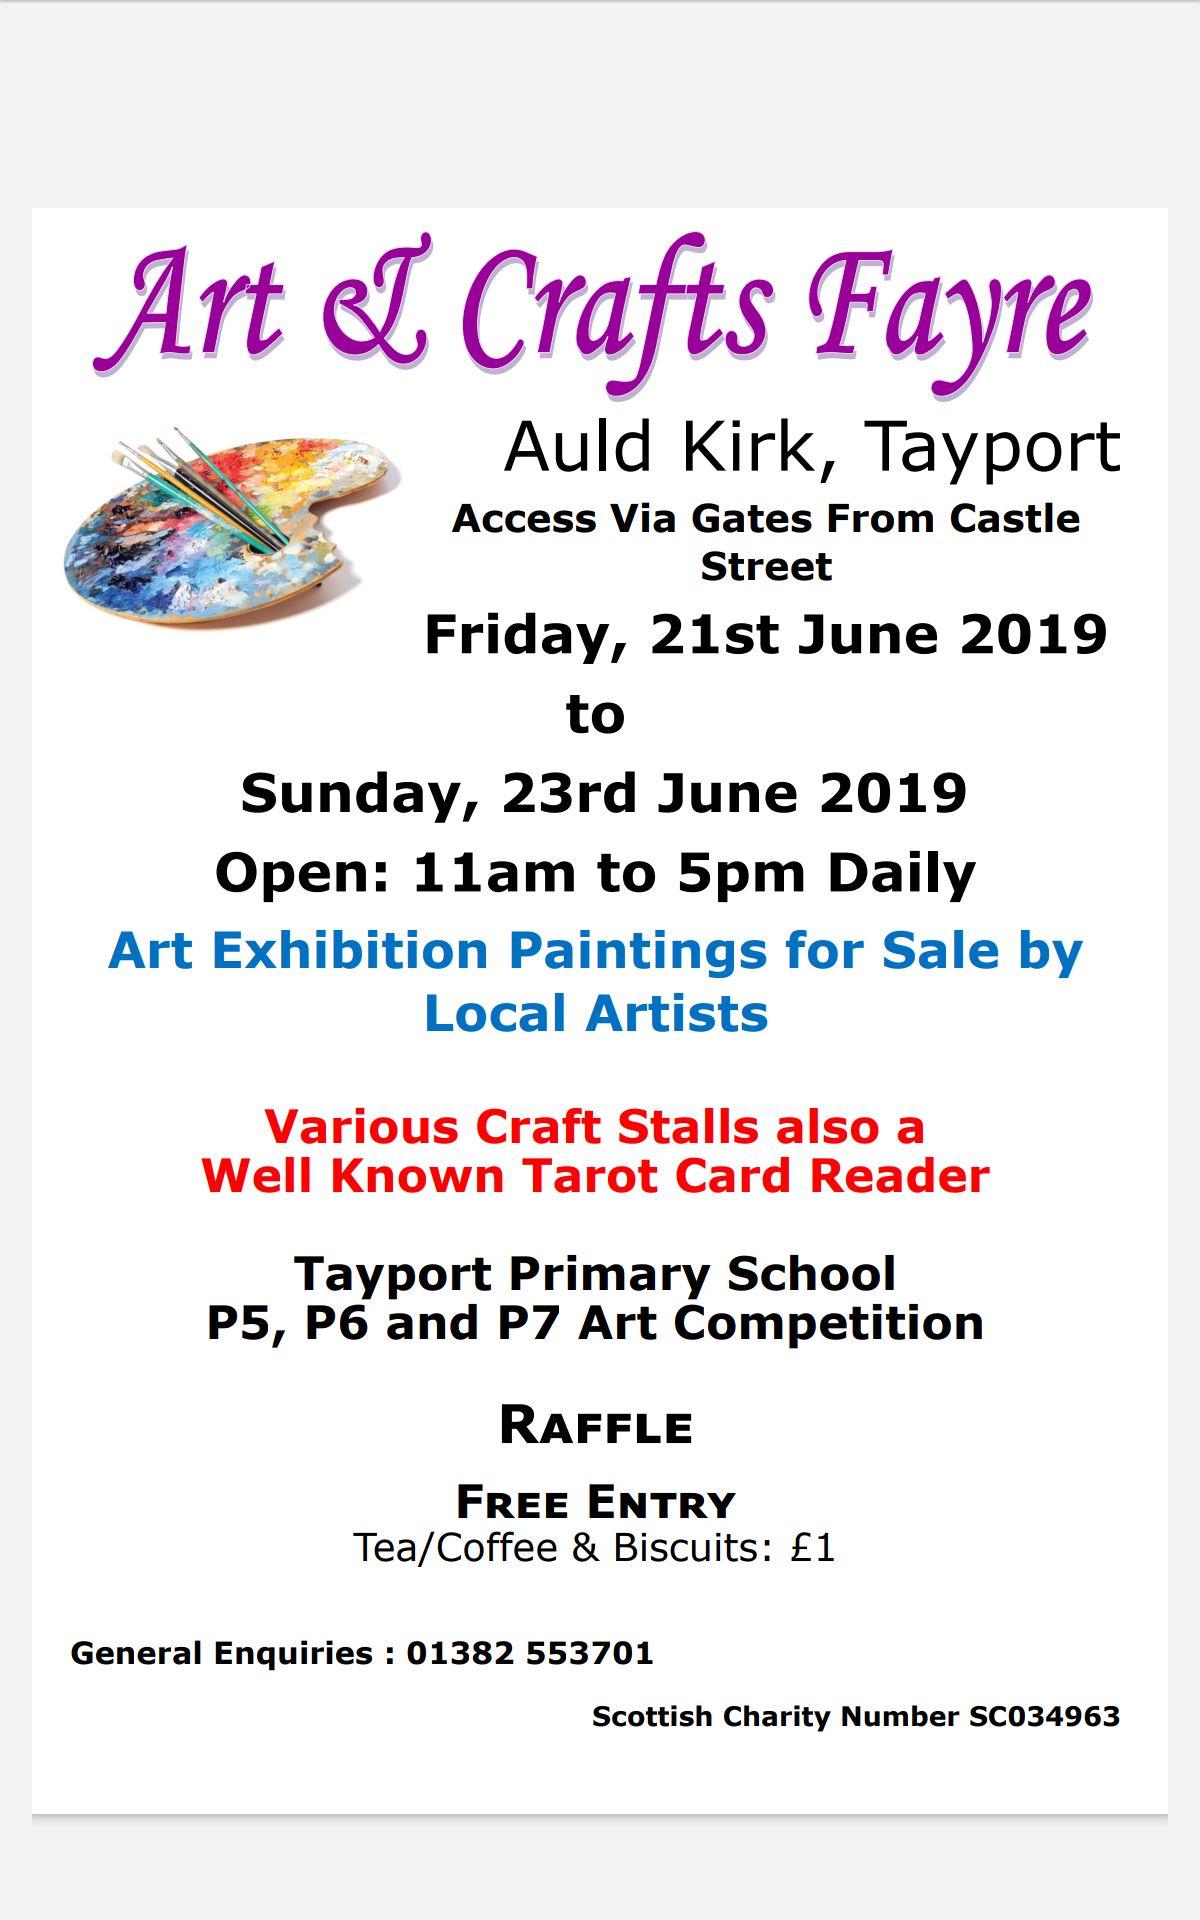 Art & Crafts Fayre
Auld Kirk, Tayport
Access Via Gates From Castle
Street
Friday, 21st June 2019
to
Sunday, 23rd June 2019
Open: 11am to 5pm Daily
Art Exhibition Paintings for Sale by
Local Artists
Various Craft Stalls also a
Well Known Tarot Card Reader
Tayport Primary School
P5, P6 and P7 Art Competition
RAFFLE
FREE ENTRY
Tea/Coffee & Biscuits: £1
General Enquiries : 01382 553701
Scottish Charity Number SC034963